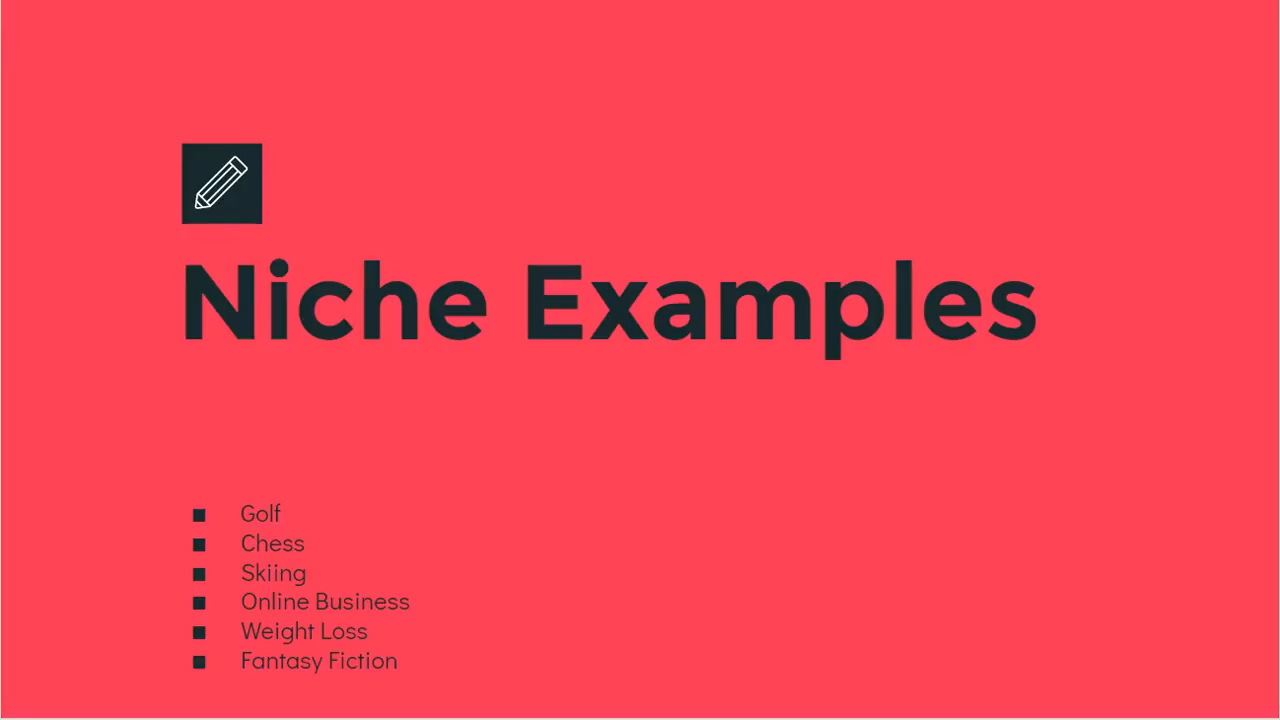 Niche Examples
■ Golf
■ Chess
■ Skiing
■ Online Business
■ Weight Loss
■ Fantasy Fiction